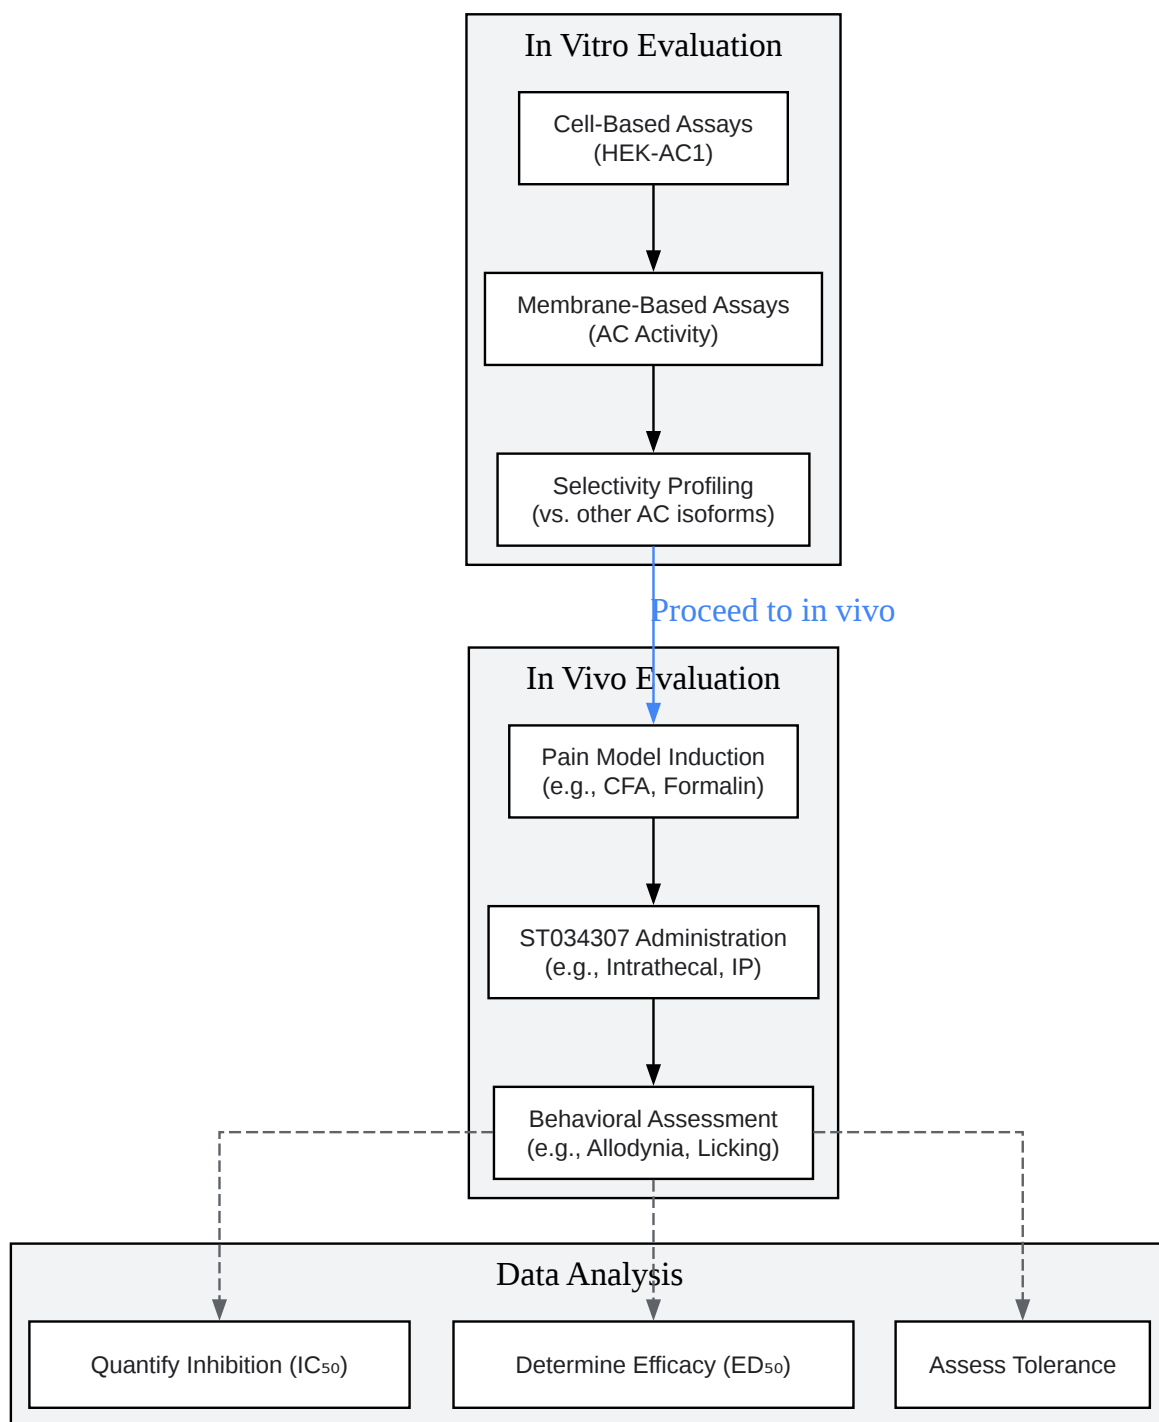 In Vitro Evaluation
Cell-Based Assays
(HEK-AC1)
Membrane-Based Assays
(AC Activity)
Selectivity Profiling
(vs. other AC isoforms)
Proceed to in vivo
In Vivo Evaluation
Pain Model Induction
(e.g., CFA, Formalin)
ST034307 Administration
(e.g., Intrathecal, IP)
Behavioral Assessment
(e.g., Allodynia, Licking)
Data Analysis
Quantify Inhibition (IC₅₀)
Determine Efficacy (ED₅₀)
Assess Tolerance